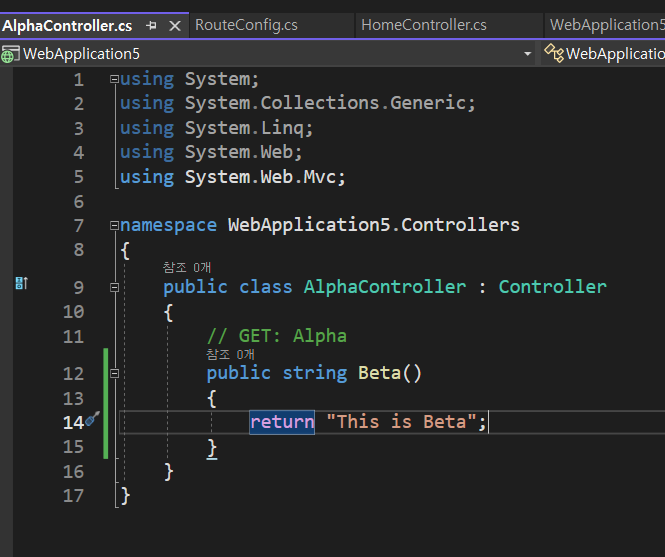 AlphaController.cs
RouteConfig.cs
HomeController.cs
WebApplication5
WebApplication5
WebApplicatio
1 using System;
2 using System.Collections.Generic;
3 using System.Linq;
4 using System.Web;
5 using System.Web.Mvc;
6
7 namespace WebApplication5.Controllers
8 {
참조 0개
9 public class AlphaController : Controller
10 {
11 // GET: Alpha
참조 0개
12 public string Beta()
13 {
14 return "This is Beta";
15 }
16 }
17 }